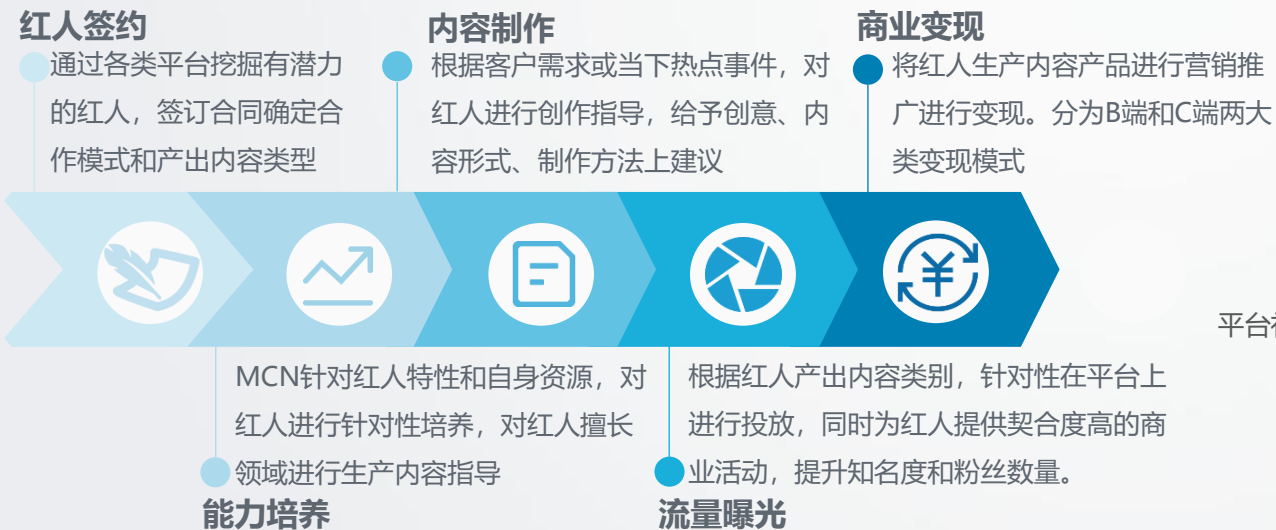 红人签约
通过各类平台挖掘有潜力
的红人，签订合同确定合
作模式和产出内容类型
内容制作
根据客户需求或当下热点事件，对
红人进行创作指导，给予创意、内
容形式、制作方法上建议
商业变现
将红人生产内容产品进行营销推
广进行变现。分为B端和C端两大
类变现模式
¥
平台
MCN针对红人特性和自身资源，对
红人进行针对性培养，对红人擅长
领域进行生产内容指导
能力培养
根据红人产出内容类别，针对性在平台上
进行投放，同时为红人提供契合度高的商
业活动，提升知名度和粉丝数量。
流量曝光